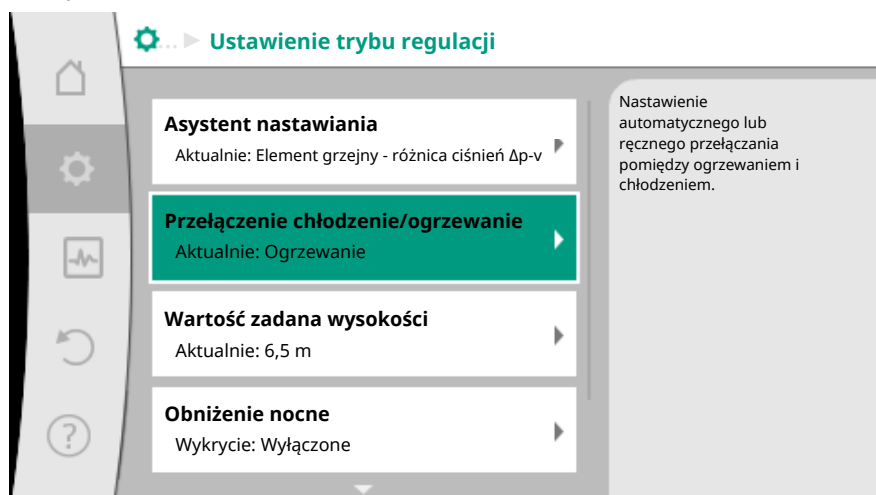 ... Ustawienie trybu regulacji
Asystent nastawiania
Aktualnie: Element grzejny - różnica ciśnień Δp-v
Przełączenie chłodzenie/ogrzewanie
Aktualnie: Ogrzewanie
Wartość zadana wysokości
Aktualnie: 6,5 m
Obniżenie nocne
Wykrycie: Wyłączone
Nastawienie
automatycznego lub
ręcznego przełączania
pomiędzy ogrzewaniem i
chłodzeniem.
?